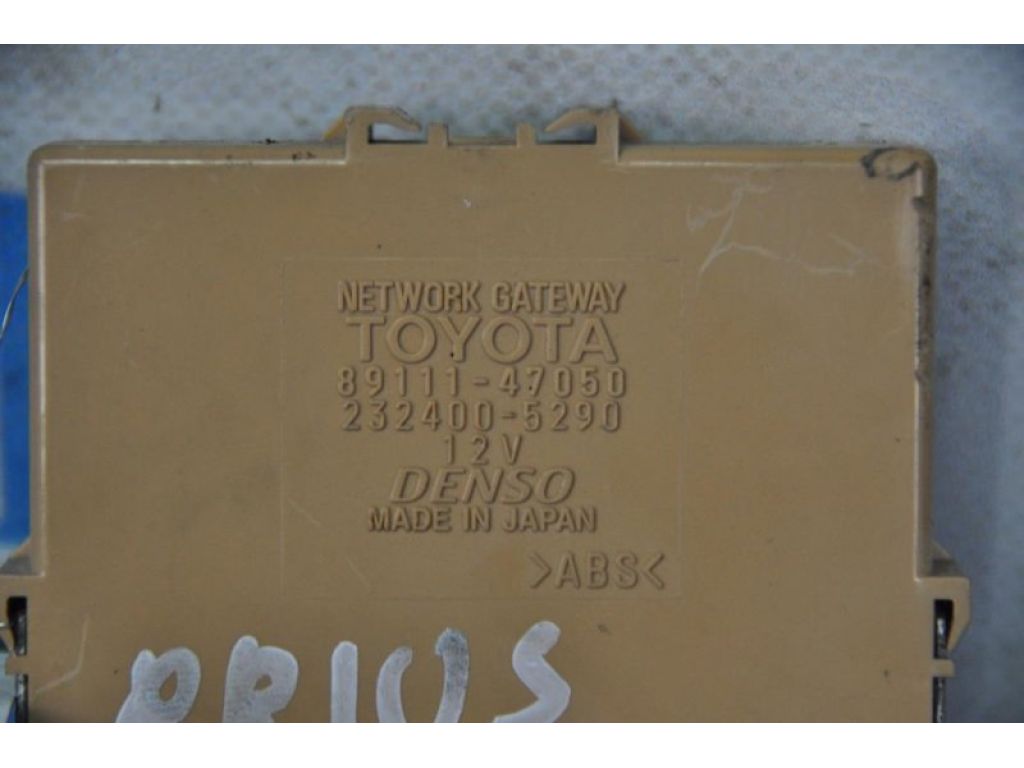 NETWORK GATEWAY
TOYOTA
89111-47050
232400-5290
12V
DENSO
MADE IN JAPAN
>ABS<
PRIUS